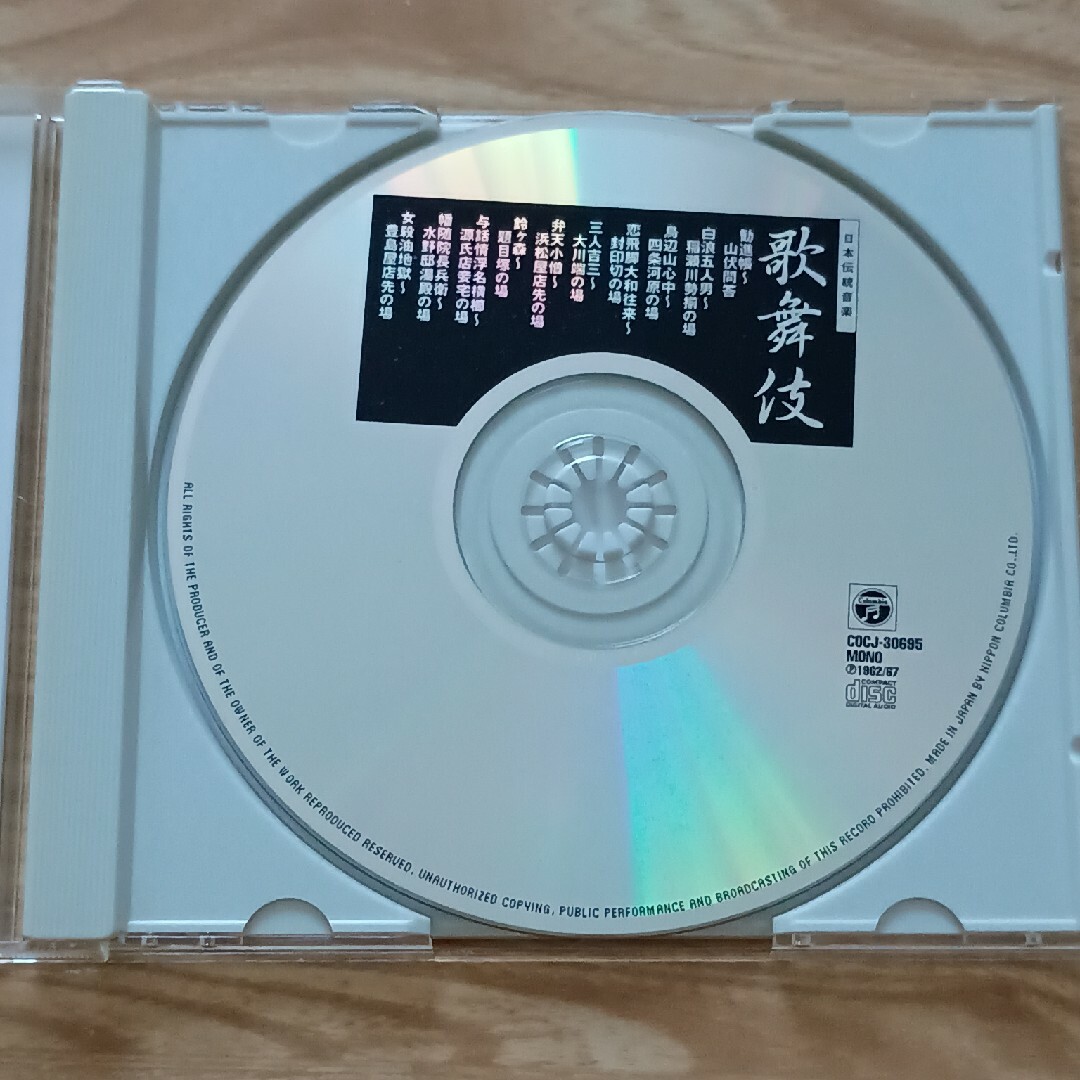 日本伝統音楽
歌舞伎
勧進帳〜
山伏問答
白浪五人男〜
稲瀬川勢揃の場
鳥辺山心中〜
四条河原の場
恋飛脚大和往来〜
封印切の場
三人吉三〜
大川端の場
弁天小僧〜
浜松屋店先の場
鈴ヶ森〜
題目塚の場
与話情浮名横櫛〜
源氏店妾宅の場
幡随院長兵衛〜
水野邸湯殿の場
女殺油地獄〜
豊島屋店先の場
Columbia
COCJ-30695
MONO
Ⓟ1962/67
COMPACT
disc
DIGITAL AUDIO
ALL RIGHTS OF THE PRODUCER AND OF THE OWNER OF THE WORK REPRODUCED RESERVED. UNAUTHORIZED COPYING, PUBLIC PERFORMANCE AND BROADCASTING OF THIS RECORD PROHIBITED. MADE IN JAPAN BY NIPPON COLUMBIA CO.,LTD.